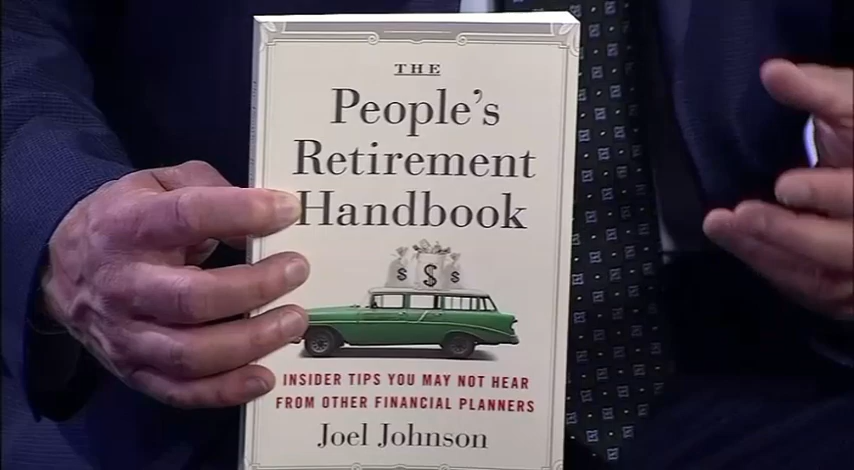 THE
People's
Retirement
Handbook
$ $ $
INSIDER TIPS YOU MAY NOT HEAR
FROM OTHER FINANCIAL PLANNERS
Joel Johnson